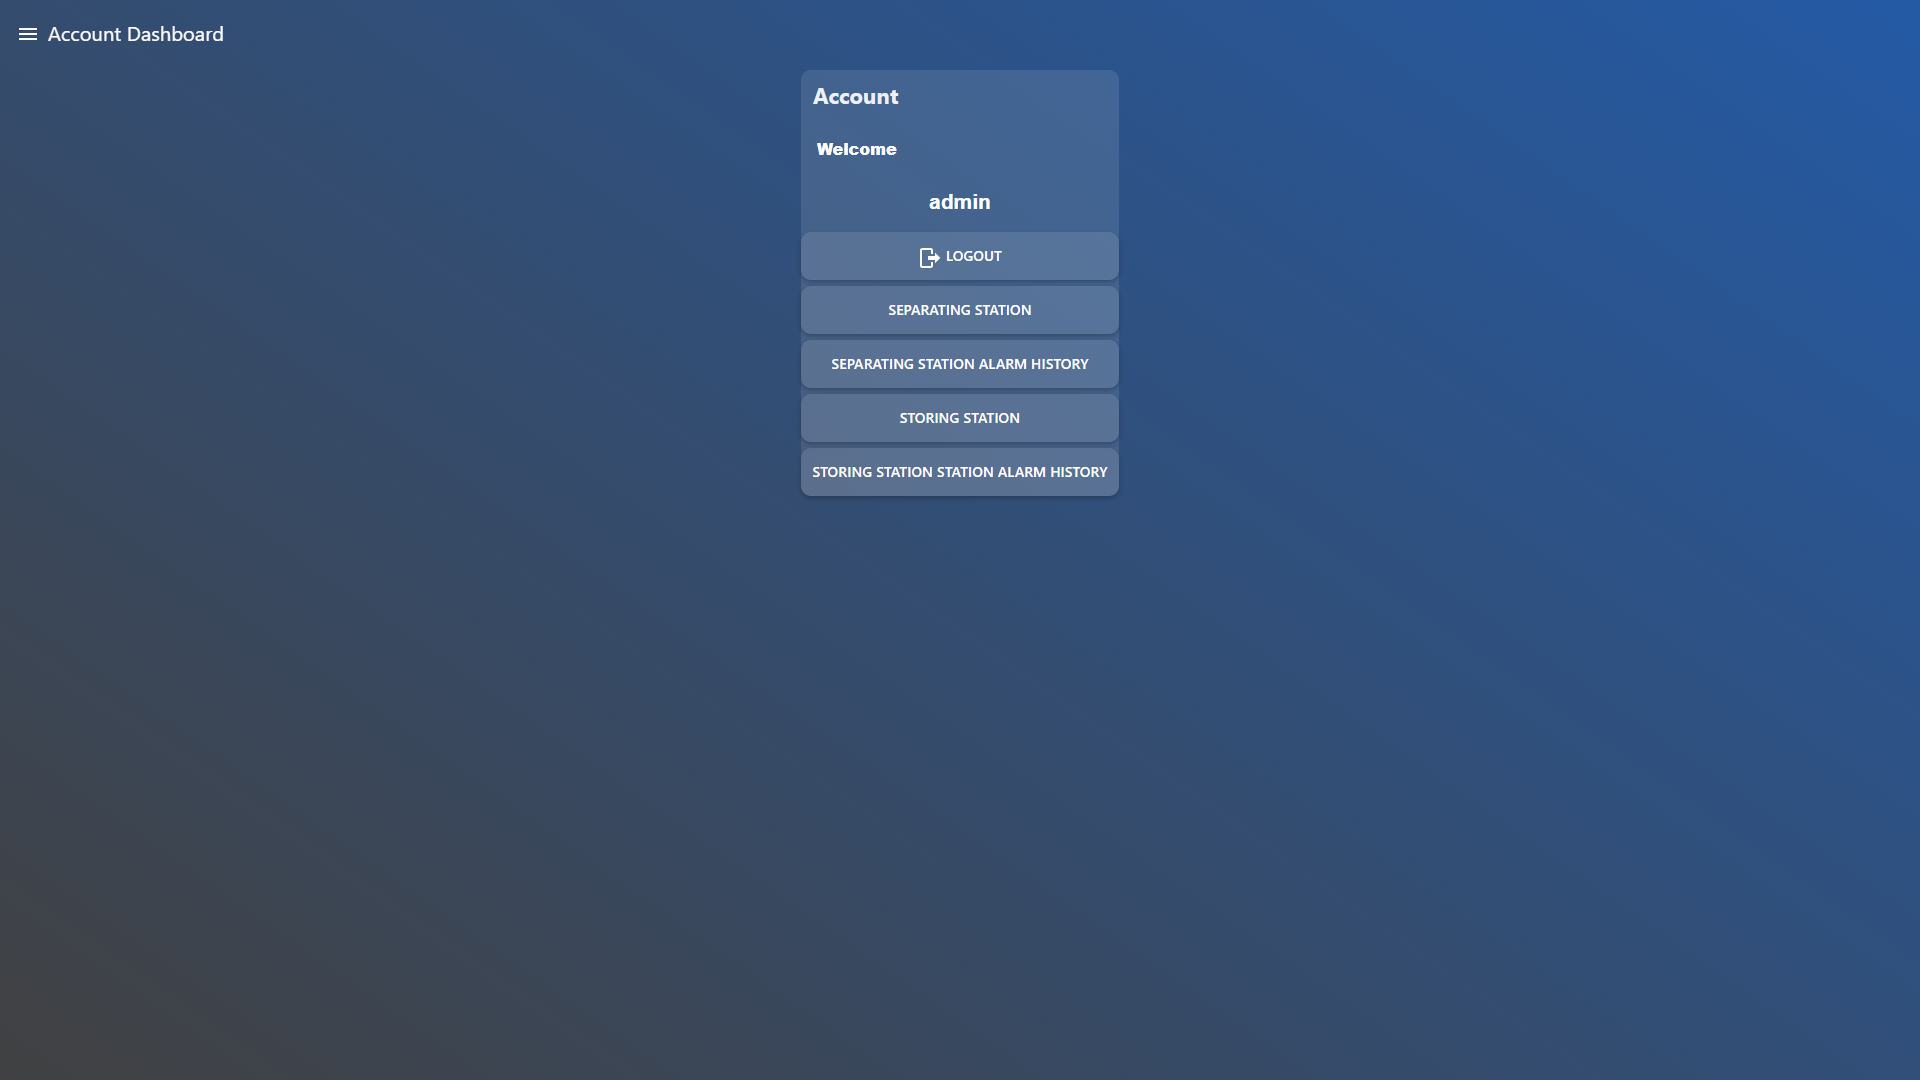 Account Dashboard
Account
Welcome
admin
LOGOUT
SEPARATING STATION
SEPARATING STATION ALARM HISTORY
STORING STATION
STORING STATION STATION ALARM HISTORY